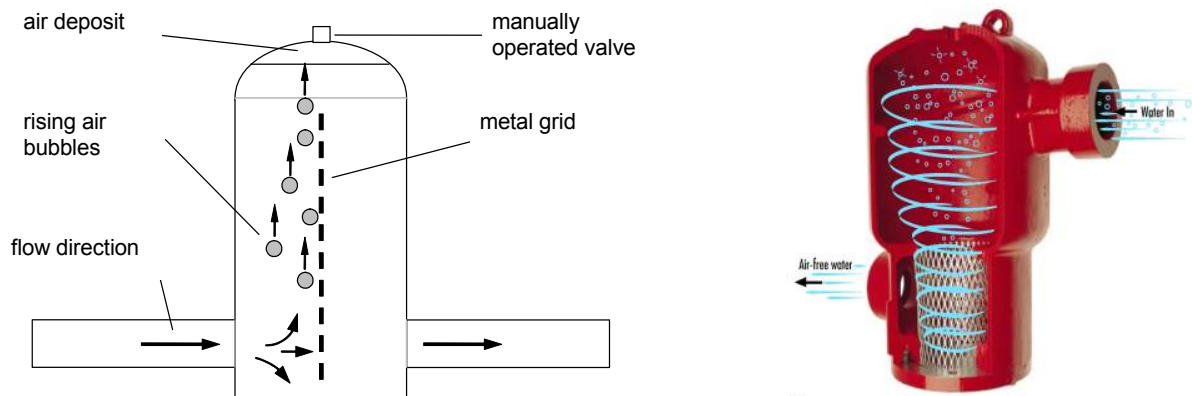 air deposit
manually
operated valve
rising air
bubbles
metal grid
flow direction
Water In
Air-free water